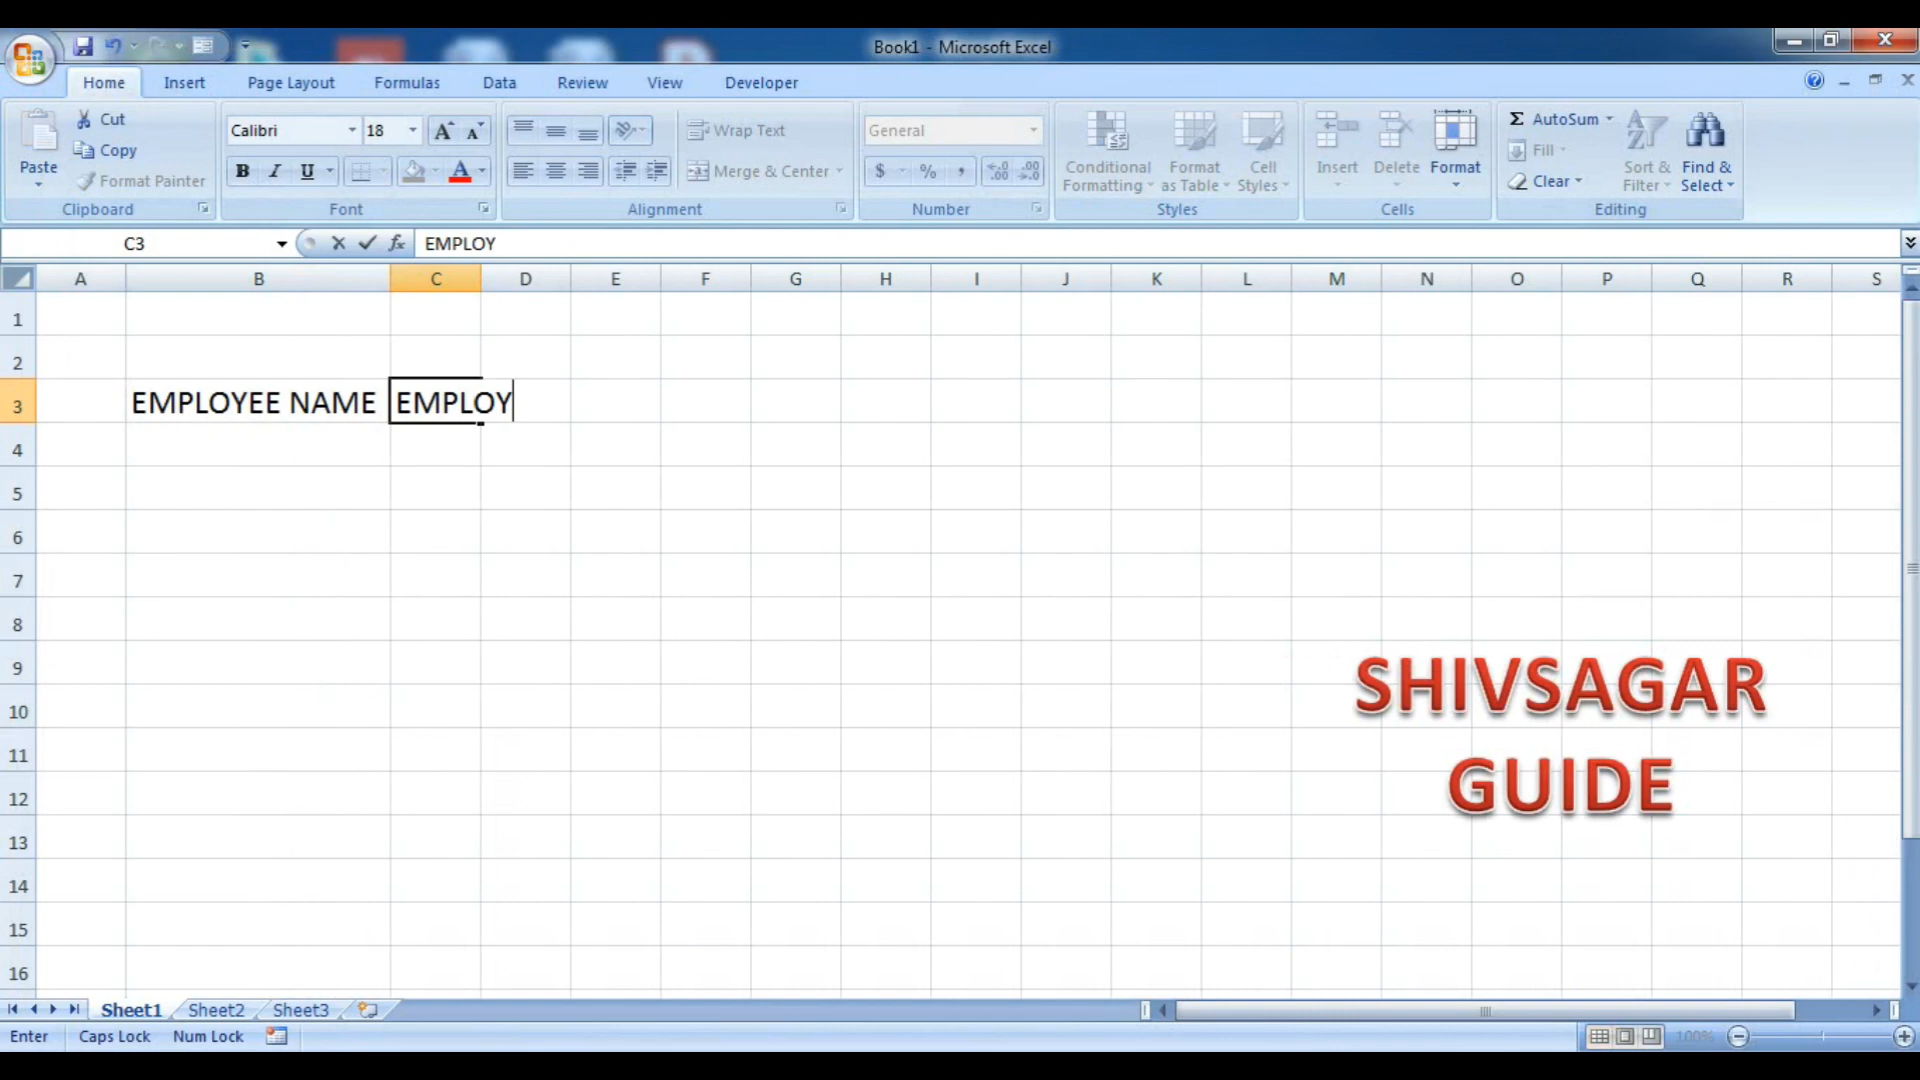 Book1 - Microsoft Excel
Home Insert Page Layout Formulas Data Review View Developer
Paste Cut Copy Format Painter Clipboard
Calibri 18 B I U A Font
Wrap Text Merge & Center Alignment
General $ % , Number
Conditional Formatting Format as Table Cell Styles Styles
Insert Delete Format Cells
Σ AutoSum Fill Clear Sort & Filter Find & Select Editing
C3 fx EMPLOY
A B C D E F G H I J K L M N O P Q R S
1
2
3 EMPLOYEE NAME EMPLOY
4
5
6
7
8
9
10
11
12
13
14
15
16
SHIVSAGAR
GUIDE
Sheet1 Sheet2 Sheet3
Enter Caps Lock Num Lock 100%